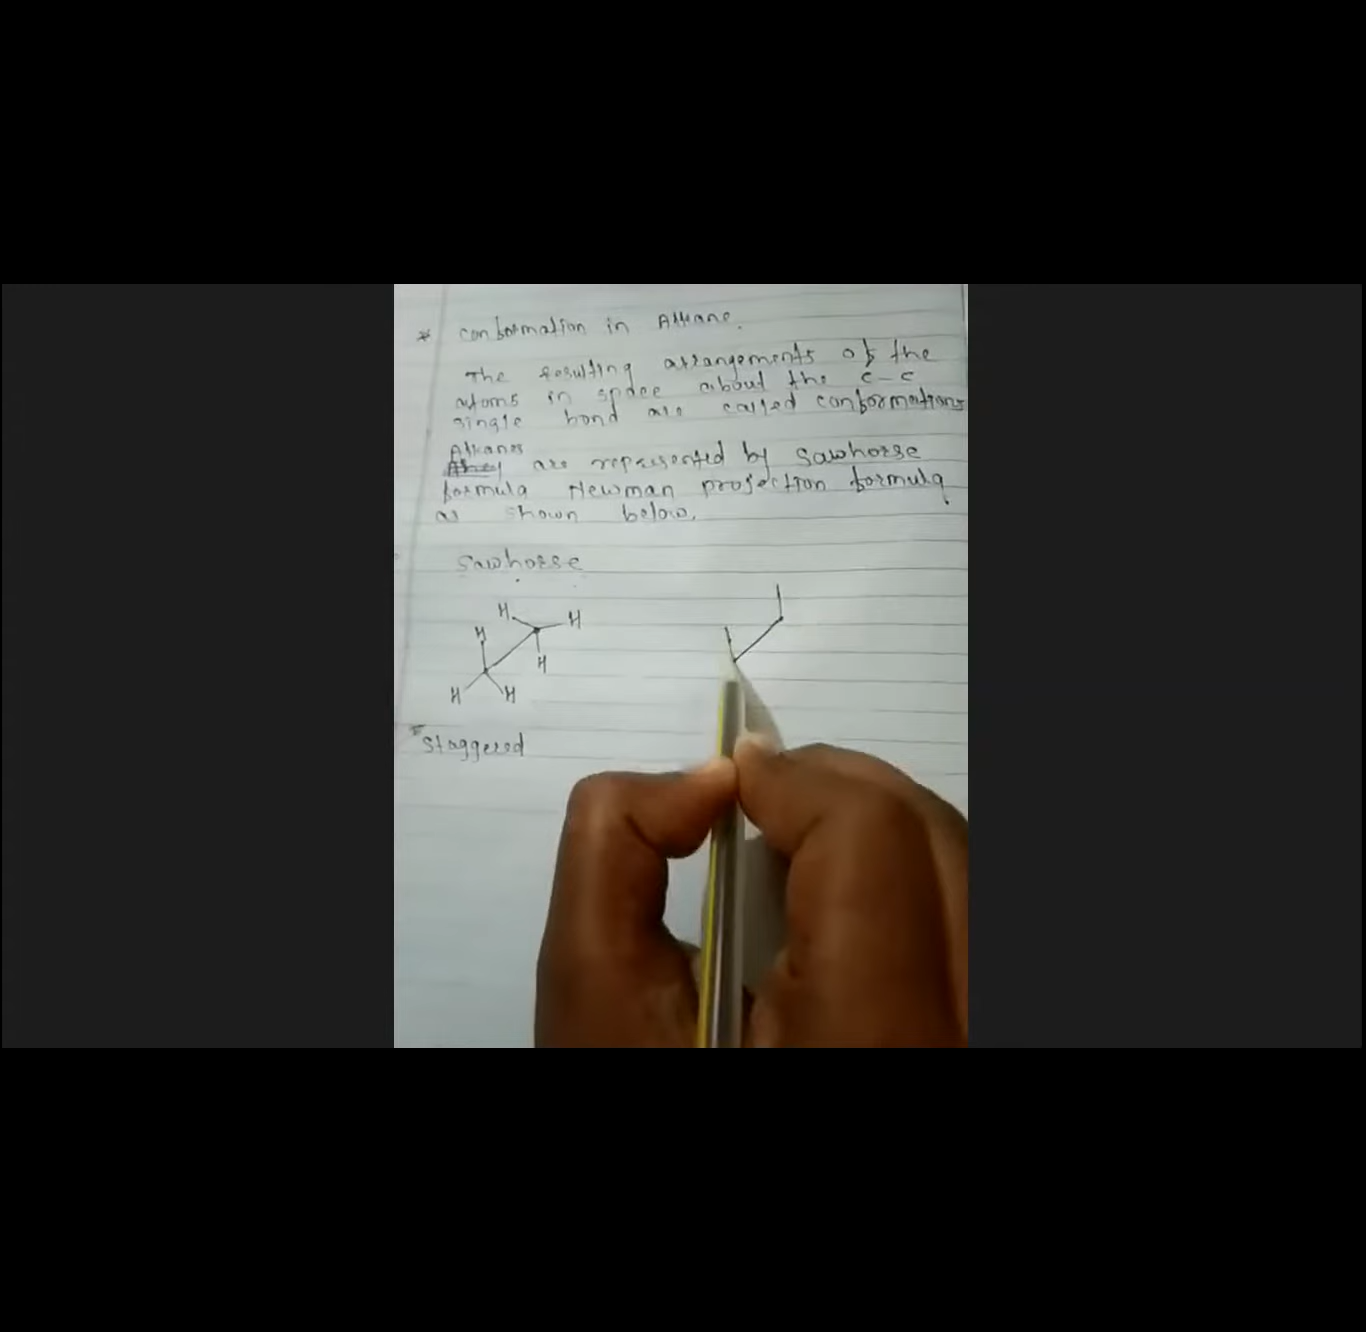 * conformation in Alkane.
The resulting arrangements of the
atoms in space about the c-c
single bond are called conformations
Alkanes
are represented by sawhorse
formula Newman projection formula
as shown below.
sawhorse
H H
H
H
H H
staggered